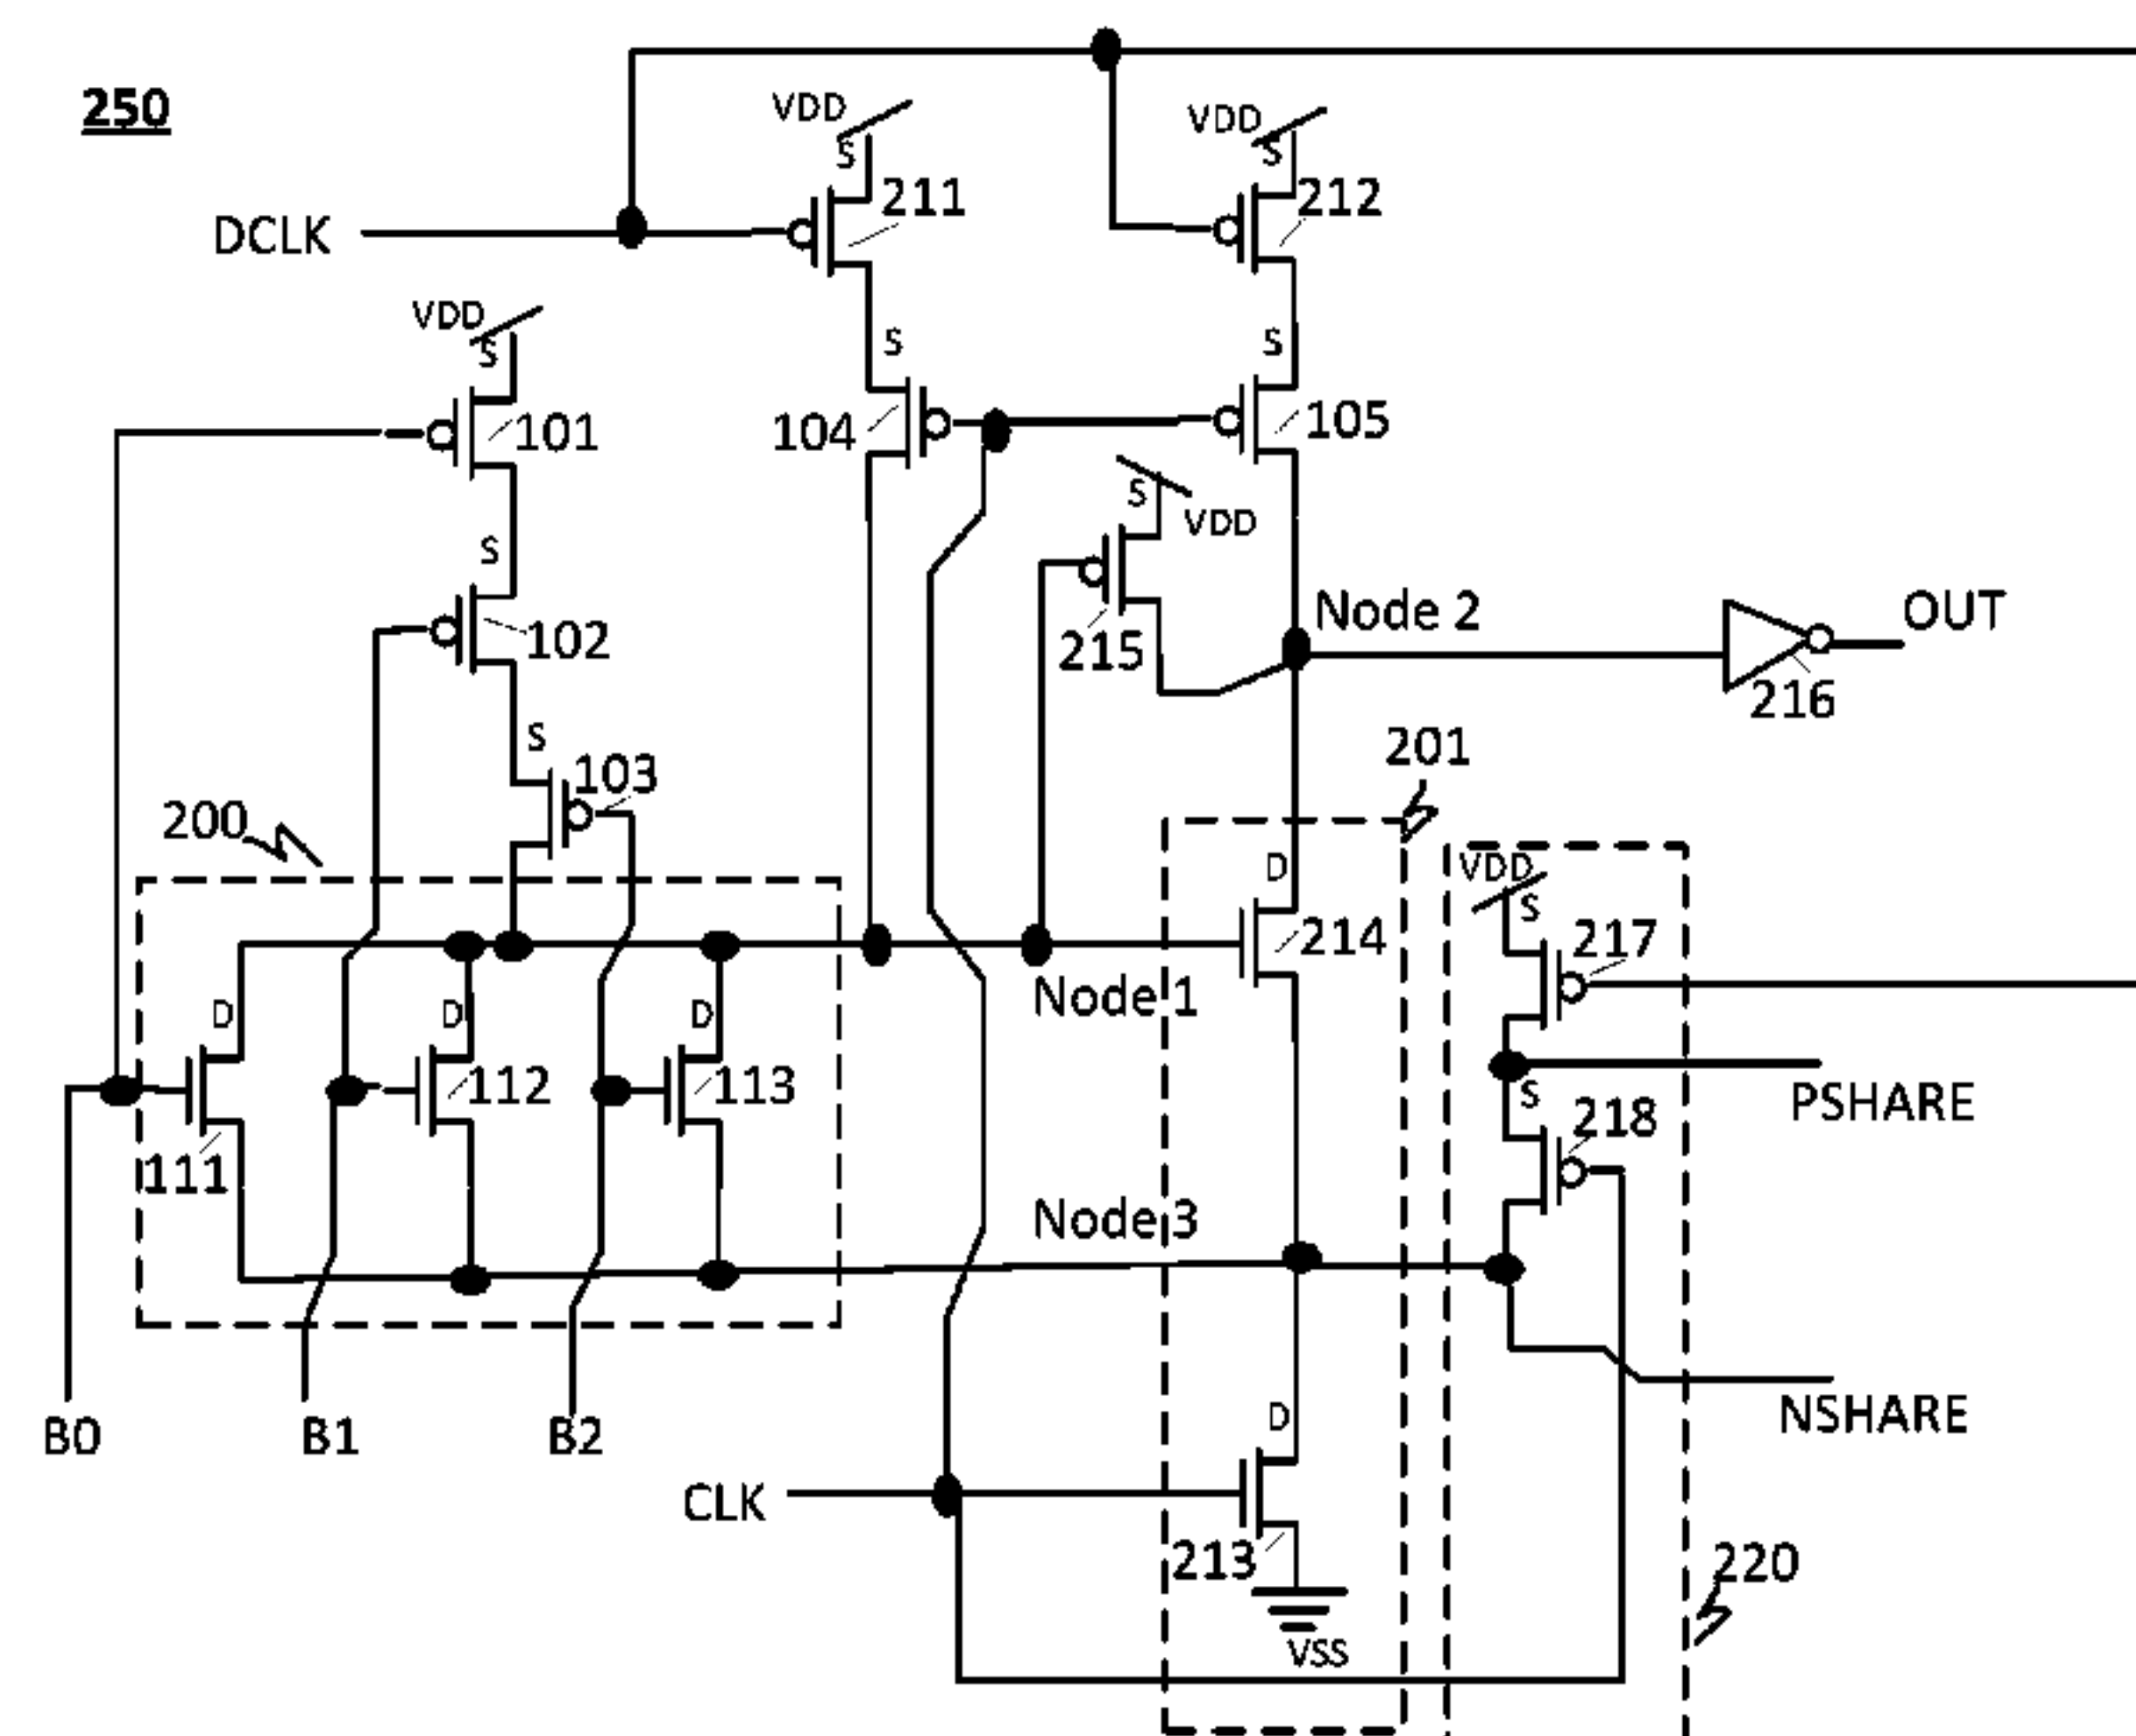 250
VDD
S
211
VDD
S
212
DCLK
VDD
S
101
S
104
S
105
S
VDD
S
102
215
Node 2
OUT
216
S
103
200
201
D
214
VDD
S
217
Node 1
D
D
D
111
112
113
PSHARE
S
218
Node 3
NSHARE
B0
B1
B2
D
CLK
213
VSS
220